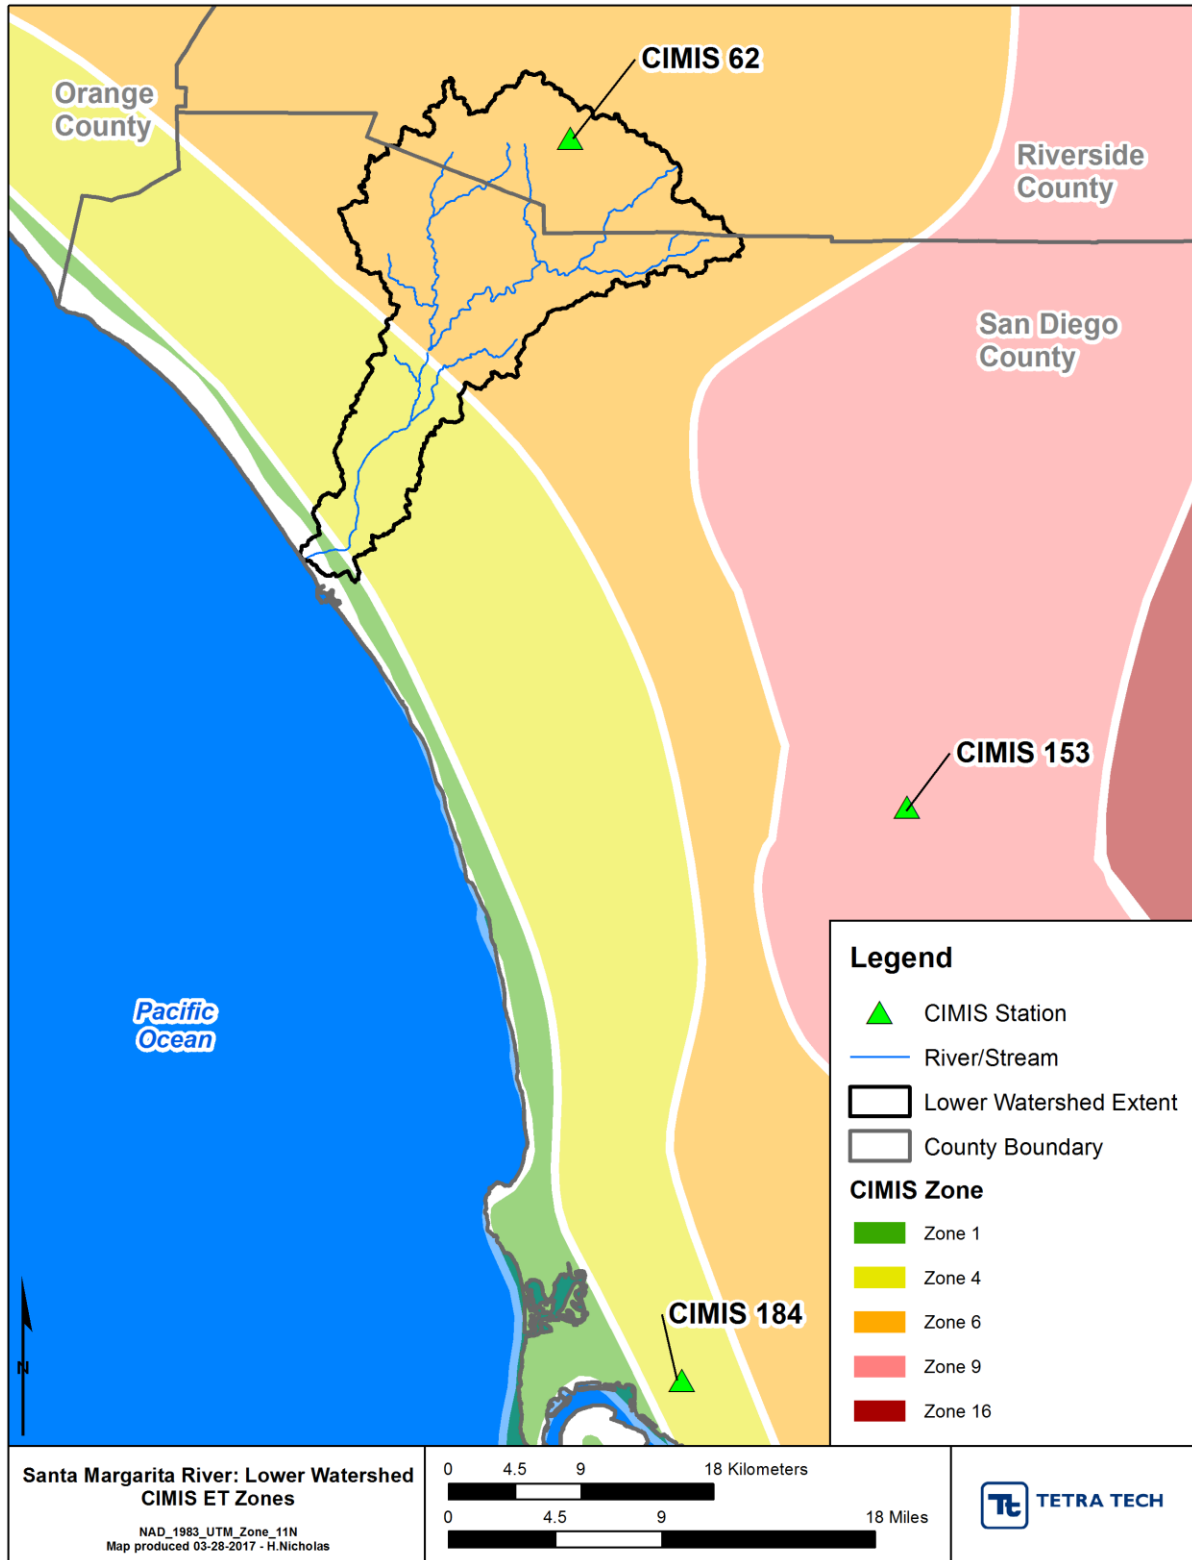 CIMIS 62
Orange
County
Riverside
County
San Diego
County
CIMIS 153
Pacific
Ocean
CIMIS 184
N
Legend
CIMIS Station
River/Stream
Lower Watershed Extent
County Boundary
CIMIS Zone
Zone 1
Zone 4
Zone 6
Zone 9
Zone 16
Santa Margarita River: Lower Watershed
CIMIS ET Zones
NAD_1983_UTM_Zone_11N
Map produced 03-28-2017 - H.Nicholas
0 4.5 9 18 Kilometers
0 4.5 9 18 Miles
Tt TETRA TECH